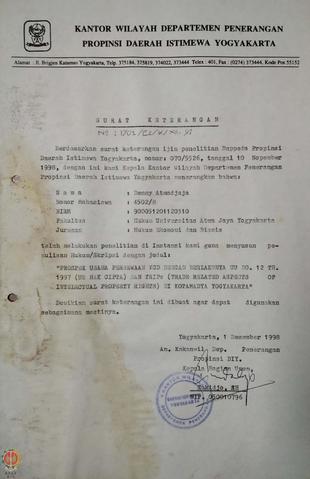 KANTOR WILAYAH DEPARTEMEN PENERANGAN
PROPINSI DAERAH ISTIMEWA YOGYAKARTA
Alamat : Jl. Brigjen Katamso Yogyakarta, Telp. 375184, 375819, 374022, 373444 Telex : 401, Fax : (0274) 373444, Kode Pos 55152
SURAT KETERANGAN
Berdasarkan surat keterangan ijin penelitian Bappeda Propinsi
Daerah Istimewa Yogyakarta, nomor: 070/5526, tanggal 10 Nopember
1998, dengan ini kami Kepala Kantor Wilayah Departemen Penerangan
Propinsi Daerah Istimewa Yogyakarta menerangkan bahwa:
N a m a : Denny Atmadjaja
Nomor Mahasiswa : 4502/H
NIRM : 900051201120310
Fakultas : Hukum Universitas Atma Jaya Yogyakarta
Jurusan : Hukum Ekonomi dan Bisnis
telah melakukan penelitian di Instansi kami guna menyusun pe-
nulisan Hukum/Skripsi dengan judul:
"PROSPEK USAHA PERSEWAAN VCD DENGAN BERLAKUNYA UU NO. 12 TH.
1997 (UU HAK CIPTA) DAN TRIPs (TRADE RELATED ASPECTS OF
INTELECTUAL PROPERTY RIGHTS) DI KOTAMADYA YOGYAKARTA"
Demikian surat keterangan ini dibuat agar dapat digunakan
sebagaimana mestinya.
Yogyakarta, 1 Desember 1998
An. Kakanwil Dep. Penerangan
Propinsi DIY.
Kepala Bagian Umum,
NIP. 050010796